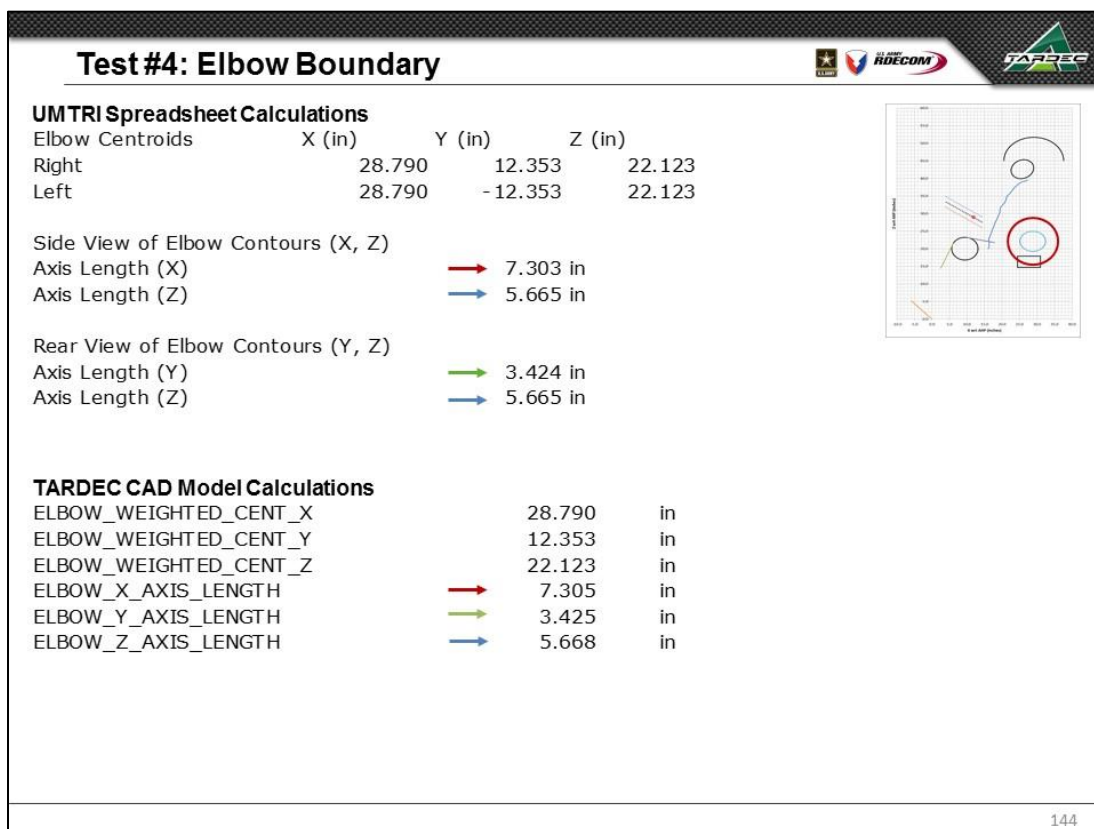 Test #4: Elbow Boundary
U.S. ARMY
U.S. ARMY
RDECOM
TARDEC
UMTRI Spreadsheet Calculations
Elbow Centroids X (in) Y (in) Z (in)
Right 28.790 12.353 22.123
Left 28.790 -12.353 22.123
Side View of Elbow Contours (X, Z)
Axis Length (X) 7.303 in
Axis Length (Z) 5.665 in
Rear View of Elbow Contours (Y, Z)
Axis Length (Y) 3.424 in
Axis Length (Z) 5.665 in
TARDEC CAD Model Calculations
ELBOW_WEIGHTED_CENT_X 28.790 in
ELBOW_WEIGHTED_CENT_Y 12.353 in
ELBOW_WEIGHTED_CENT_Z 22.123 in
ELBOW_X_AXIS_LENGTH 7.305 in
ELBOW_Y_AXIS_LENGTH 3.425 in
ELBOW_Z_AXIS_LENGTH 5.668 in
144